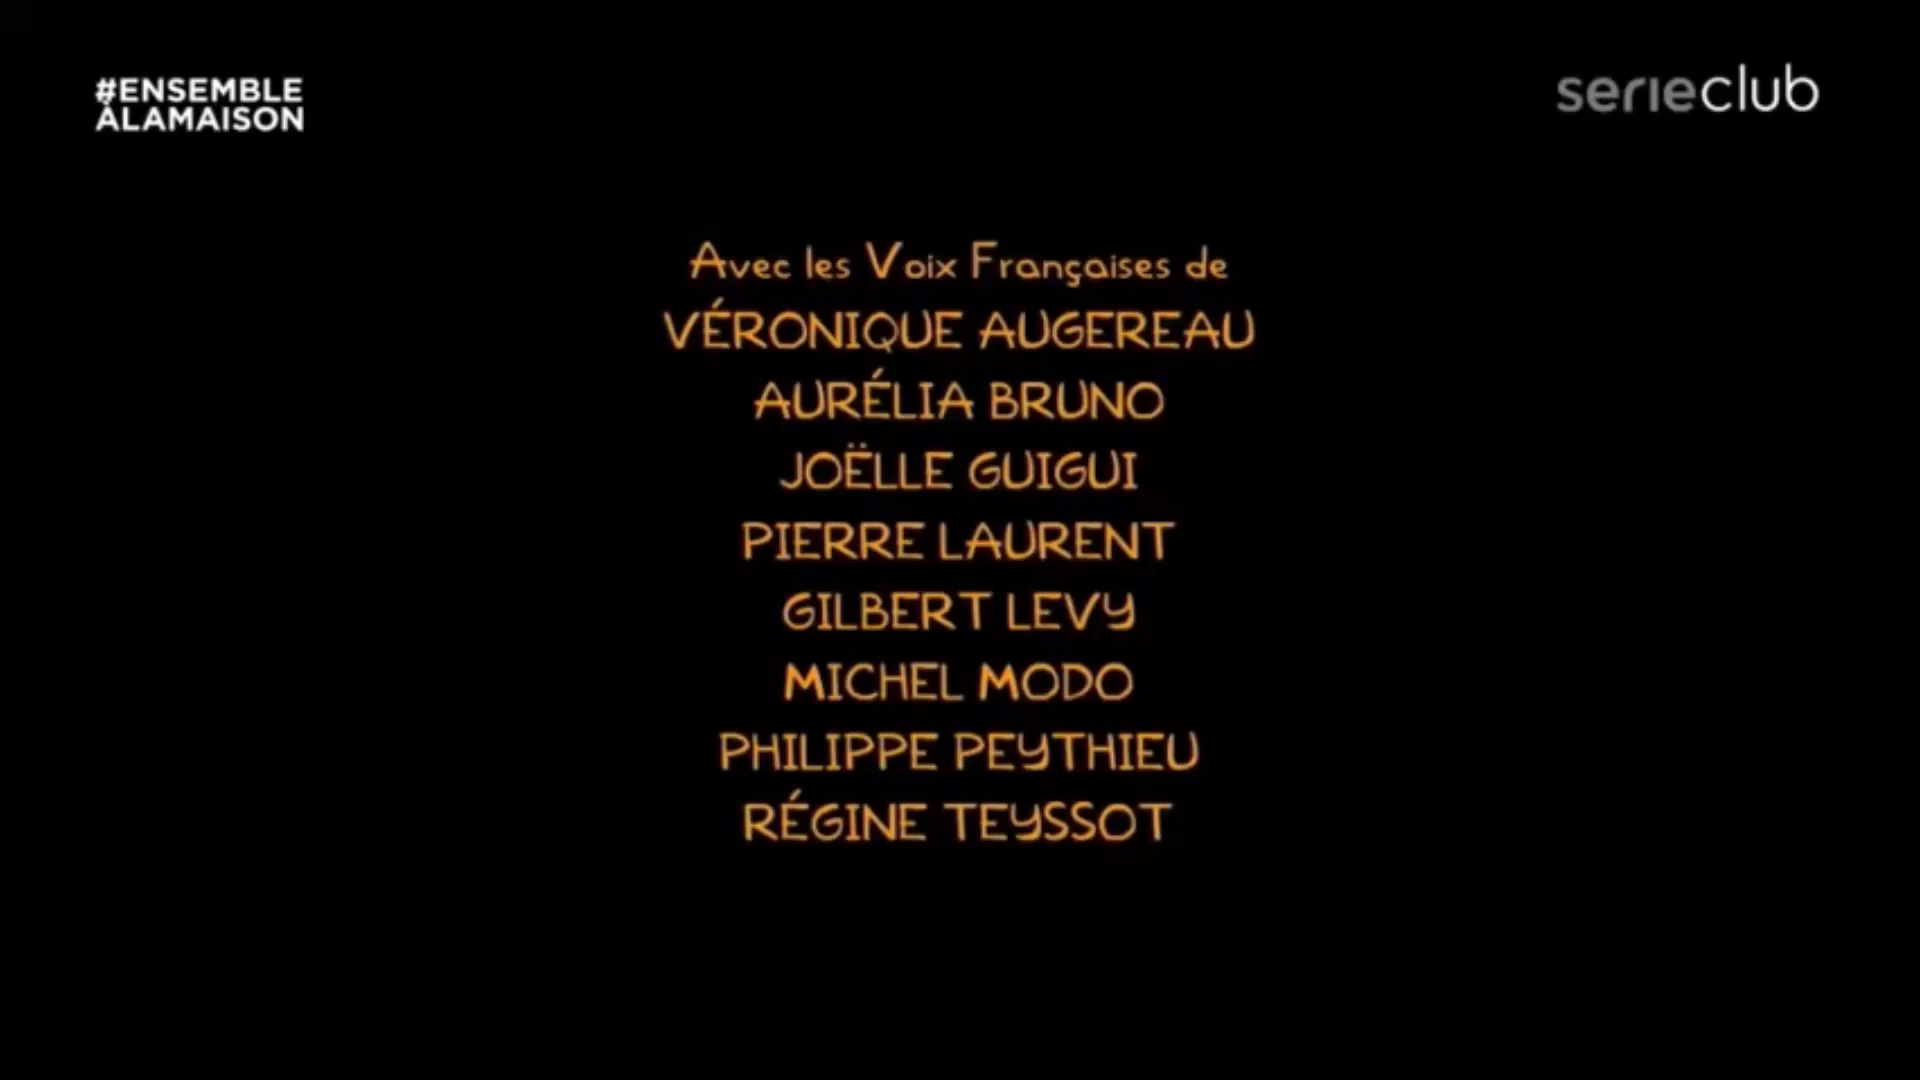 #ENSEMBLE
ÀLAMAISON
serieclub
Avec les Voix Françaises de
VÉRONIQUE AUGEREAU
AURÉLIA BRUNO
JOËLLE GUIGUI
PIERRE LAURENT
GILBERT LEVY
MICHEL MODO
PHILIPPE PEYTHIEU
RÉGINE TEYSSOT